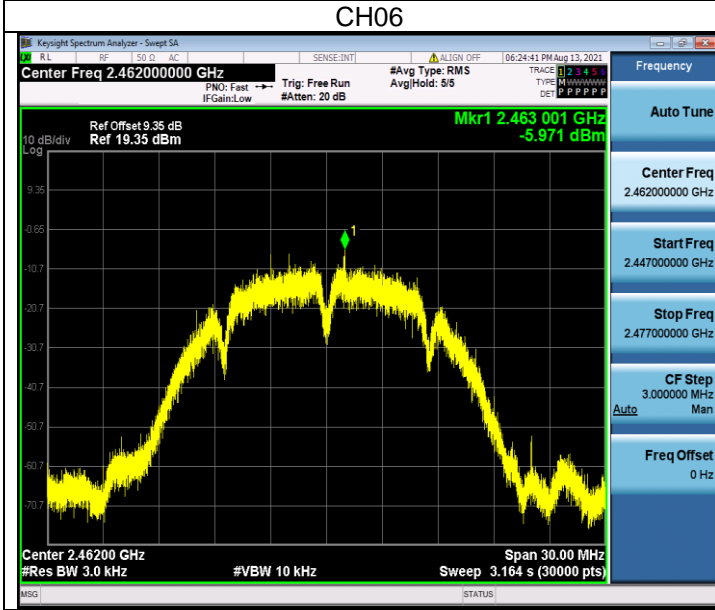 CH06
Keysight Spectrum Analyzer - Swept SA
RL RF 50 Ω AC SENSE:INT ALIGN OFF 06:24:41 PM Aug 13, 2021
Center Freq 2.462000000 GHz
PNO: Fast
IFGain:Low
Trig: Free Run
#Atten: 20 dB
#Avg Type: RMS
Avg|Hold: 5/5
TRACE 1 2 3 4 5 6
TYPE M WWWWW
DET P P P P P P
Ref Offset 9.35 dB
Ref 19.35 dBm
10 dB/div
Log
Mkr1 2.463 001 GHz
-5.971 dBm
9.35
-0.65
-10.7
-20.7
-30.7
-40.7
-50.7
-60.7
-70.7
1
Center 2.46200 GHz
Span 30.00 MHz
#Res BW 3.0 kHz
#VBW 10 kHz
Sweep 3.164 s (30000 pts)
MSG
STATUS
Frequency
Auto Tune
Center Freq
2.462000000 GHz
Start Freq
2.447000000 GHz
Stop Freq
2.477000000 GHz
CF Step
3.000000 MHz
Auto Man
Freq Offset
0 Hz